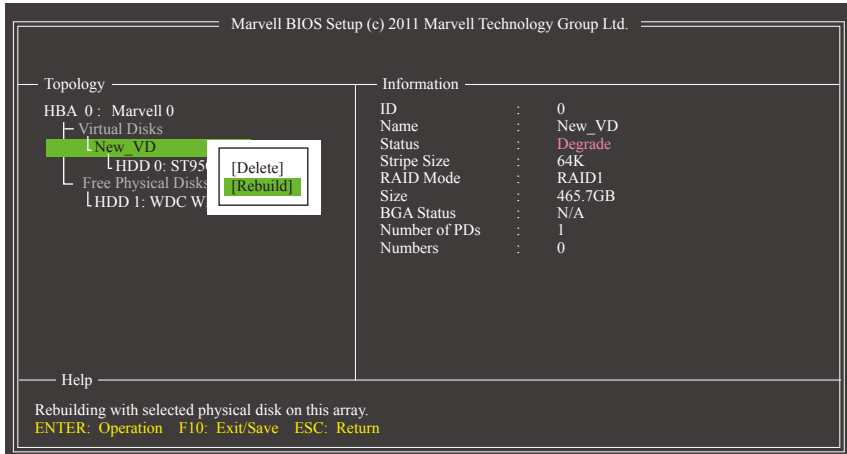 Marvell BIOS Setup (c) 2011 Marvell Technology Group Ltd.
Topology
HBA 0 : Marvell 0
Virtual Disks
New_VD
HDD 0: ST95
Free Physical Disks
HDD 1: WDC W
[Delete]
[Rebuild]
Information
ID : 0
Name : New_VD
Status : Degrade
Stripe Size : 64K
RAID Mode : RAID1
Size : 465.7GB
BGA Status : N/A
Number of PDs : 1
Numbers : 0
Help
Rebuilding with selected physical disk on this array.
ENTER: Operation F10: Exit/Save ESC: Return